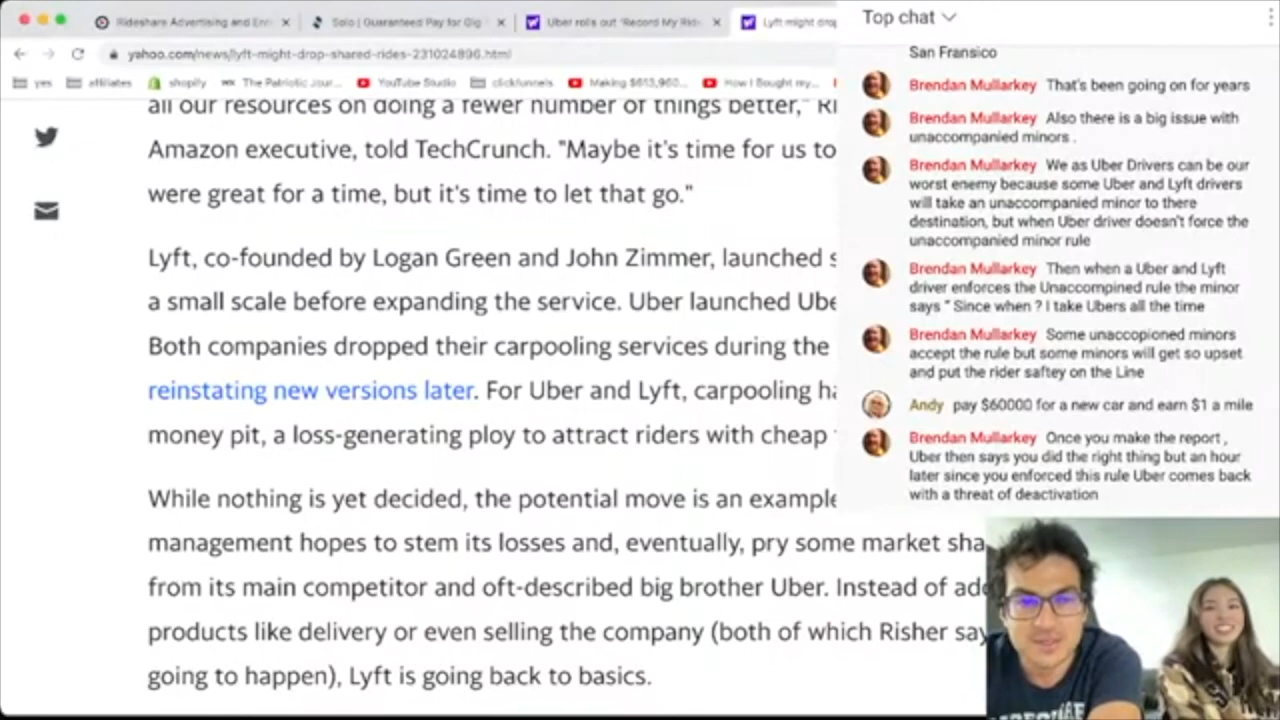 Rideshare Advertising and En
Solo | Guaranteed Pay for Gig
Uber rolls out 'Record My Rid
Lyft might drop
yahoo.com/news/lyft-might-drop-shared-rides-231024896.html
yes
affiliates
shopify
The Patriotic Jour...
YouTube Studio
clickfunnels
Making $613,960...
How I Bought my...
all our resources on doing a fewer number of things better," Ri
Amazon executive, told TechCrunch. "Maybe it's time for us to
were great for a time, but it's time to let that go."
Lyft, co-founded by Logan Green and John Zimmer, launched s
a small scale before expanding the service. Uber launched Ube
Both companies dropped their carpooling services during the
reinstating new versions later. For Uber and Lyft, carpooling ha
money pit, a loss-generating ploy to attract riders with cheap
While nothing is yet decided, the potential move is an example
management hopes to stem its losses and, eventually, pry some market sha
from its main competitor and oft-described big brother Uber. Instead of ad
products like delivery or even selling the company (both of which Risher say
going to happen), Lyft is going back to basics.
Top chat
San Fransico
Brendan Mullarkey That's been going on for years
Brendan Mullarkey Also there is a big issue with
unaccompanied minors .
Brendan Mullarkey We as Uber Drivers can be our
worst enemy because some Uber and Lyft drivers
will take an unaccompanied minor to there
destination, but when Uber driver doesn't force the
unaccompanied minor rule
Brendan Mullarkey Then when a Uber and Lyft
driver enforces the Unaccompined rule the minor
says " Since when ? I take Ubers all the time
Brendan Mullarkey Some unaccopioned minors
accept the rule but some minors will get so upset
and put the rider saftey on the Line
Andy pay $60000 for a new car and earn $1 a mile
Brendan Mullarkey Once you make the report ,
Uber then says you did the right thing but an hour
later since you enforced this rule Uber comes back
with a threat of deactivation